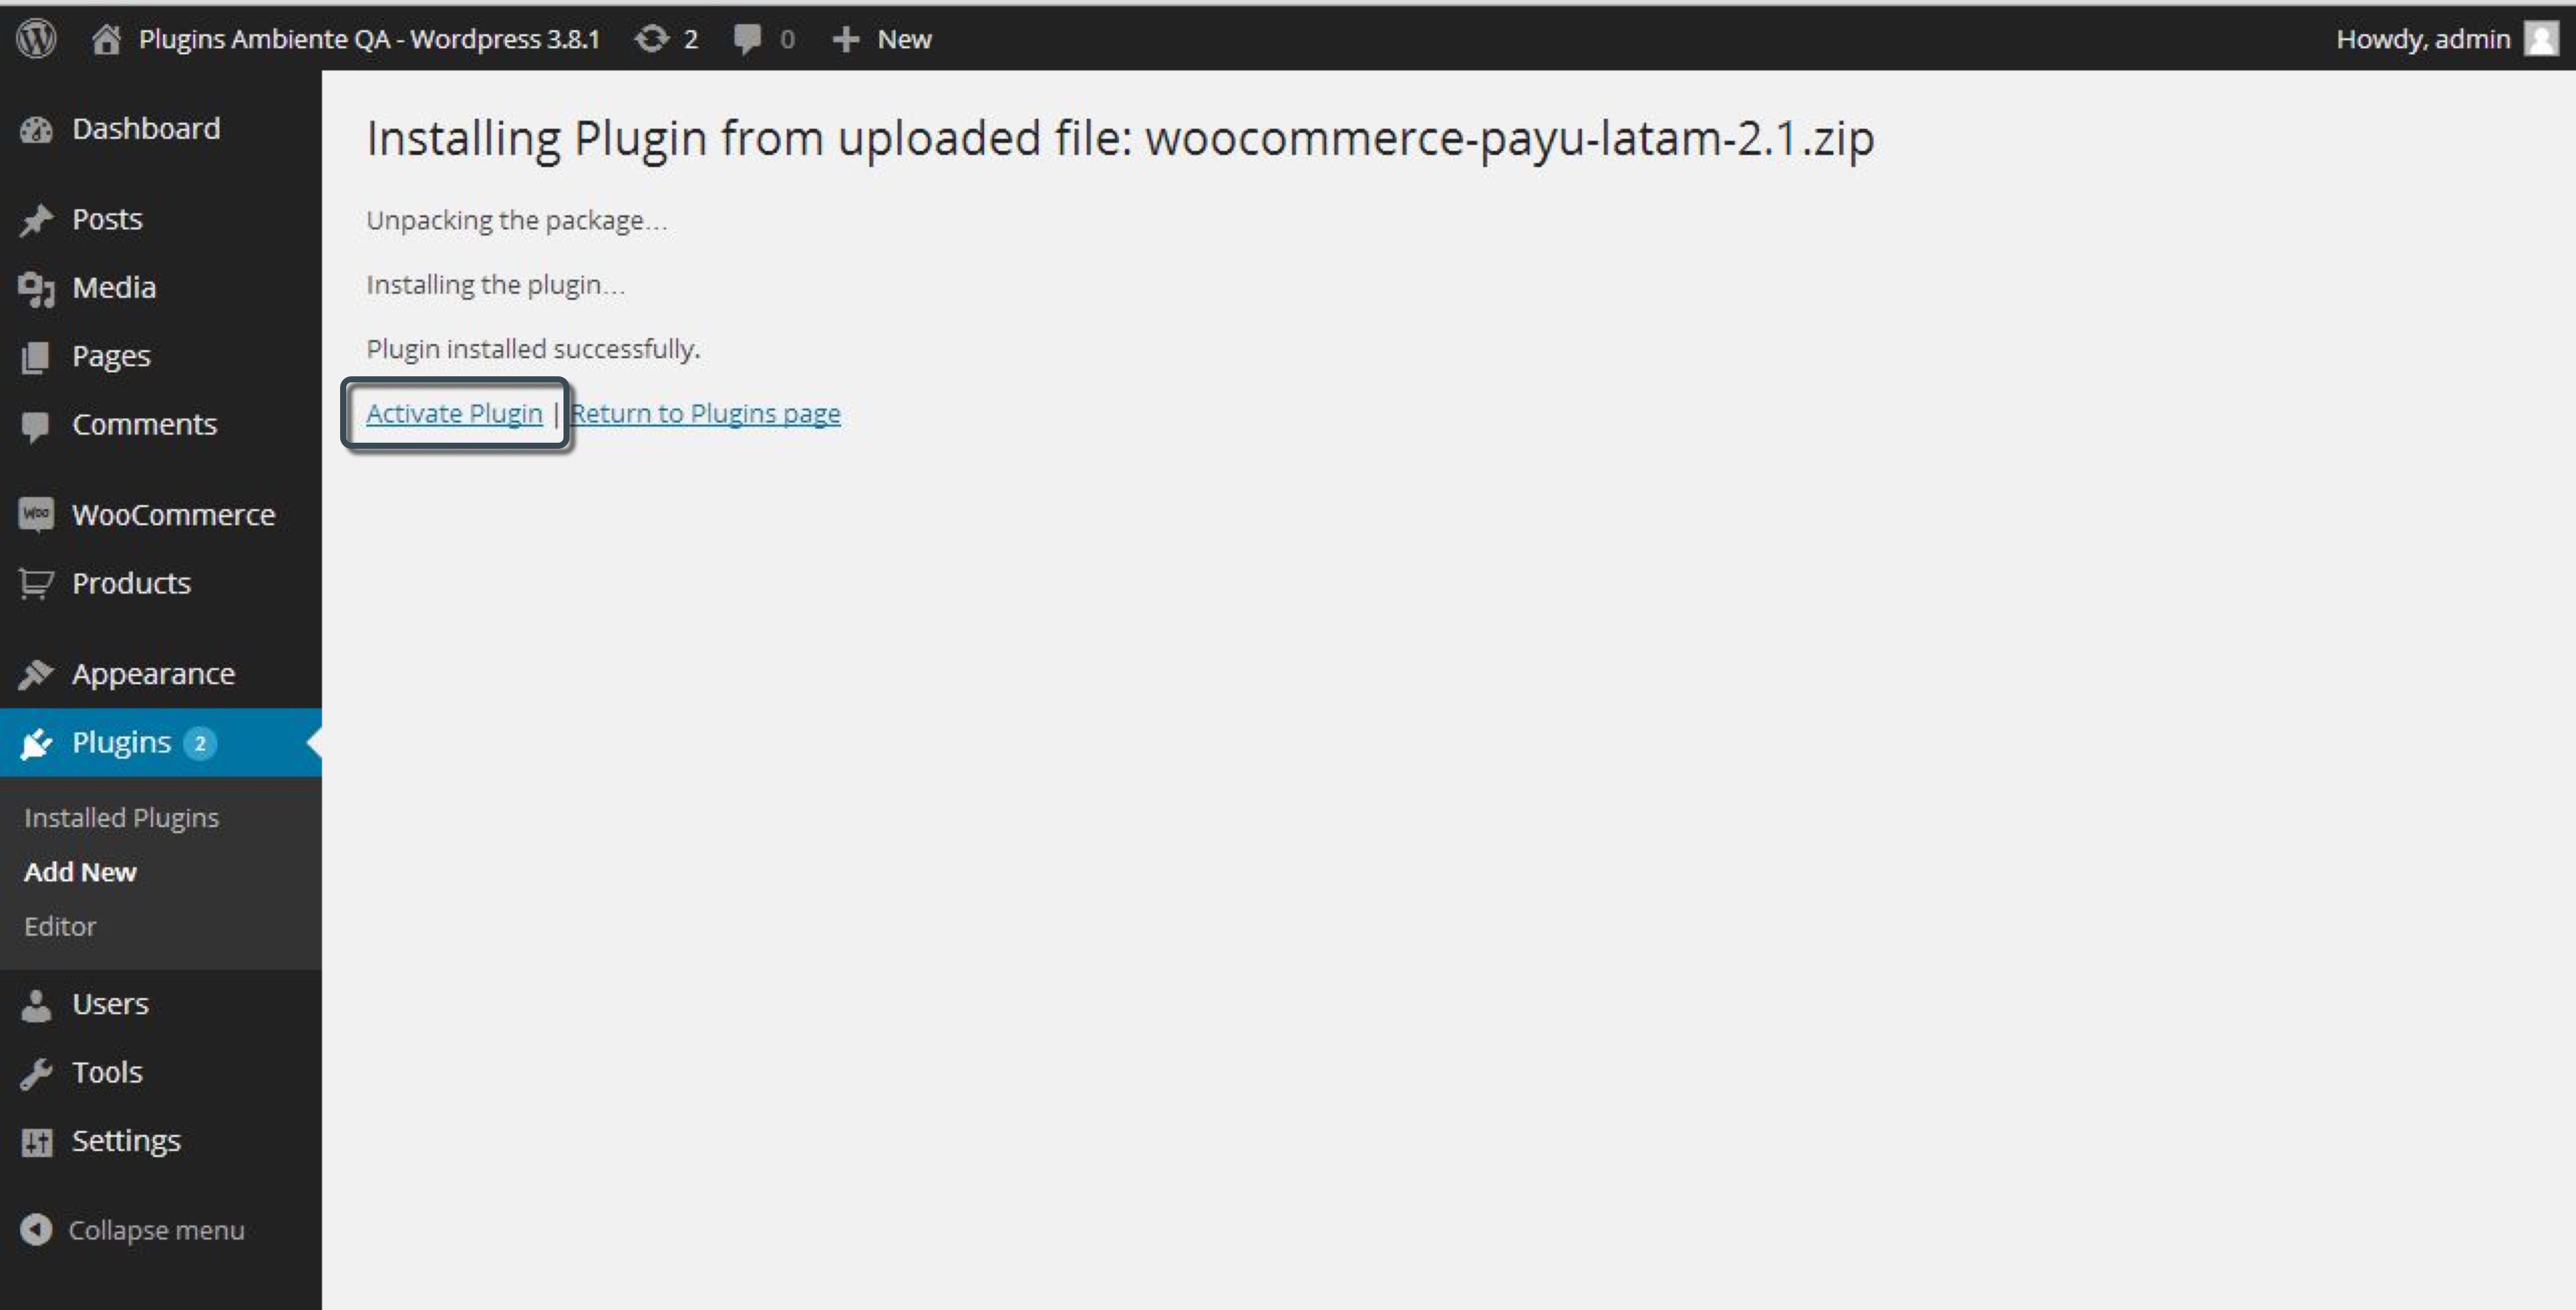 Plugins Ambiente QA - Wordpress 3.8.1 2 0 New Howdy, admin
Dashboard
Posts
Media
Pages
Comments
Woo WooCommerce
Products
Appearance
Plugins 2
Installed Plugins
Add New
Editor
Users
Tools
Settings
Collapse menu
Installing Plugin from uploaded file: woocommerce-payu-latam-2.1.zip
Unpacking the package...
Installing the plugin...
Plugin installed successfully.
Activate Plugin | Return to Plugins page